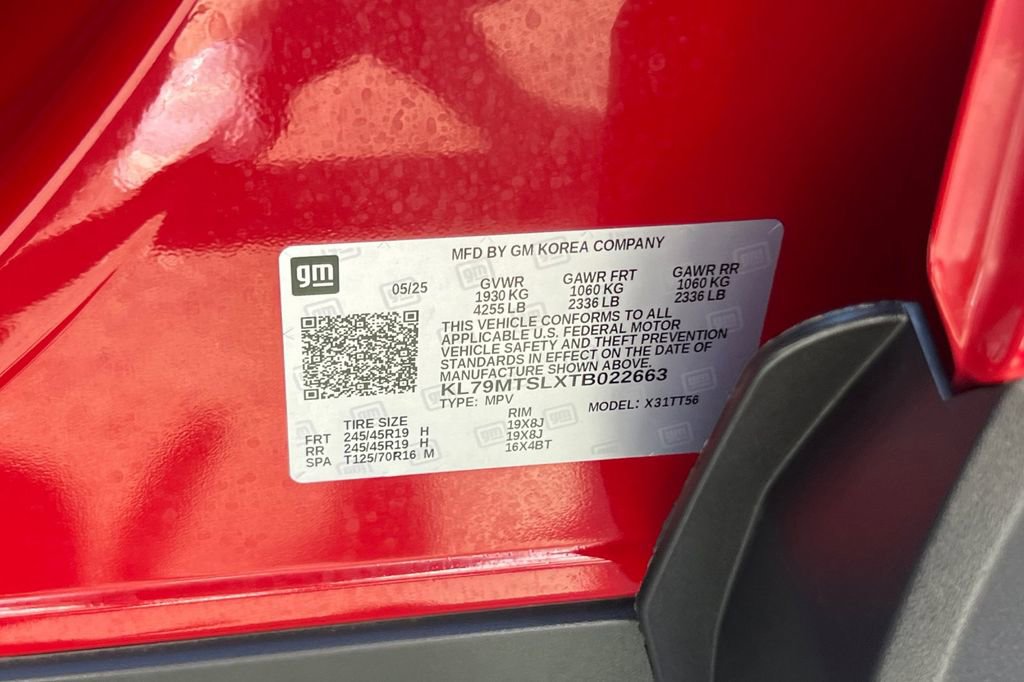 MFD BY GM KOREA COMPANY
gm
05/25
GVWR GAWR FRT GAWR RR
1930 KG 1060 KG 1060 KG
4255 LB 2336 LB 2336 LB
THIS VEHICLE CONFORMS TO ALL
APPLICABLE U.S. FEDERAL MOTOR
VEHICLE SAFETY AND THEFT PREVENTION
STANDARDS IN EFFECT ON THE DATE OF
MANUFACTURE SHOWN ABOVE.
KL79MTSLXTB022663
TYPE: MPV MODEL: X31TT56
TIRE SIZE RIM
FRT 245/45R19 H 19X8J
RR 245/45R19 H 19X8J
SPA T125/70R16 M 16X4BT